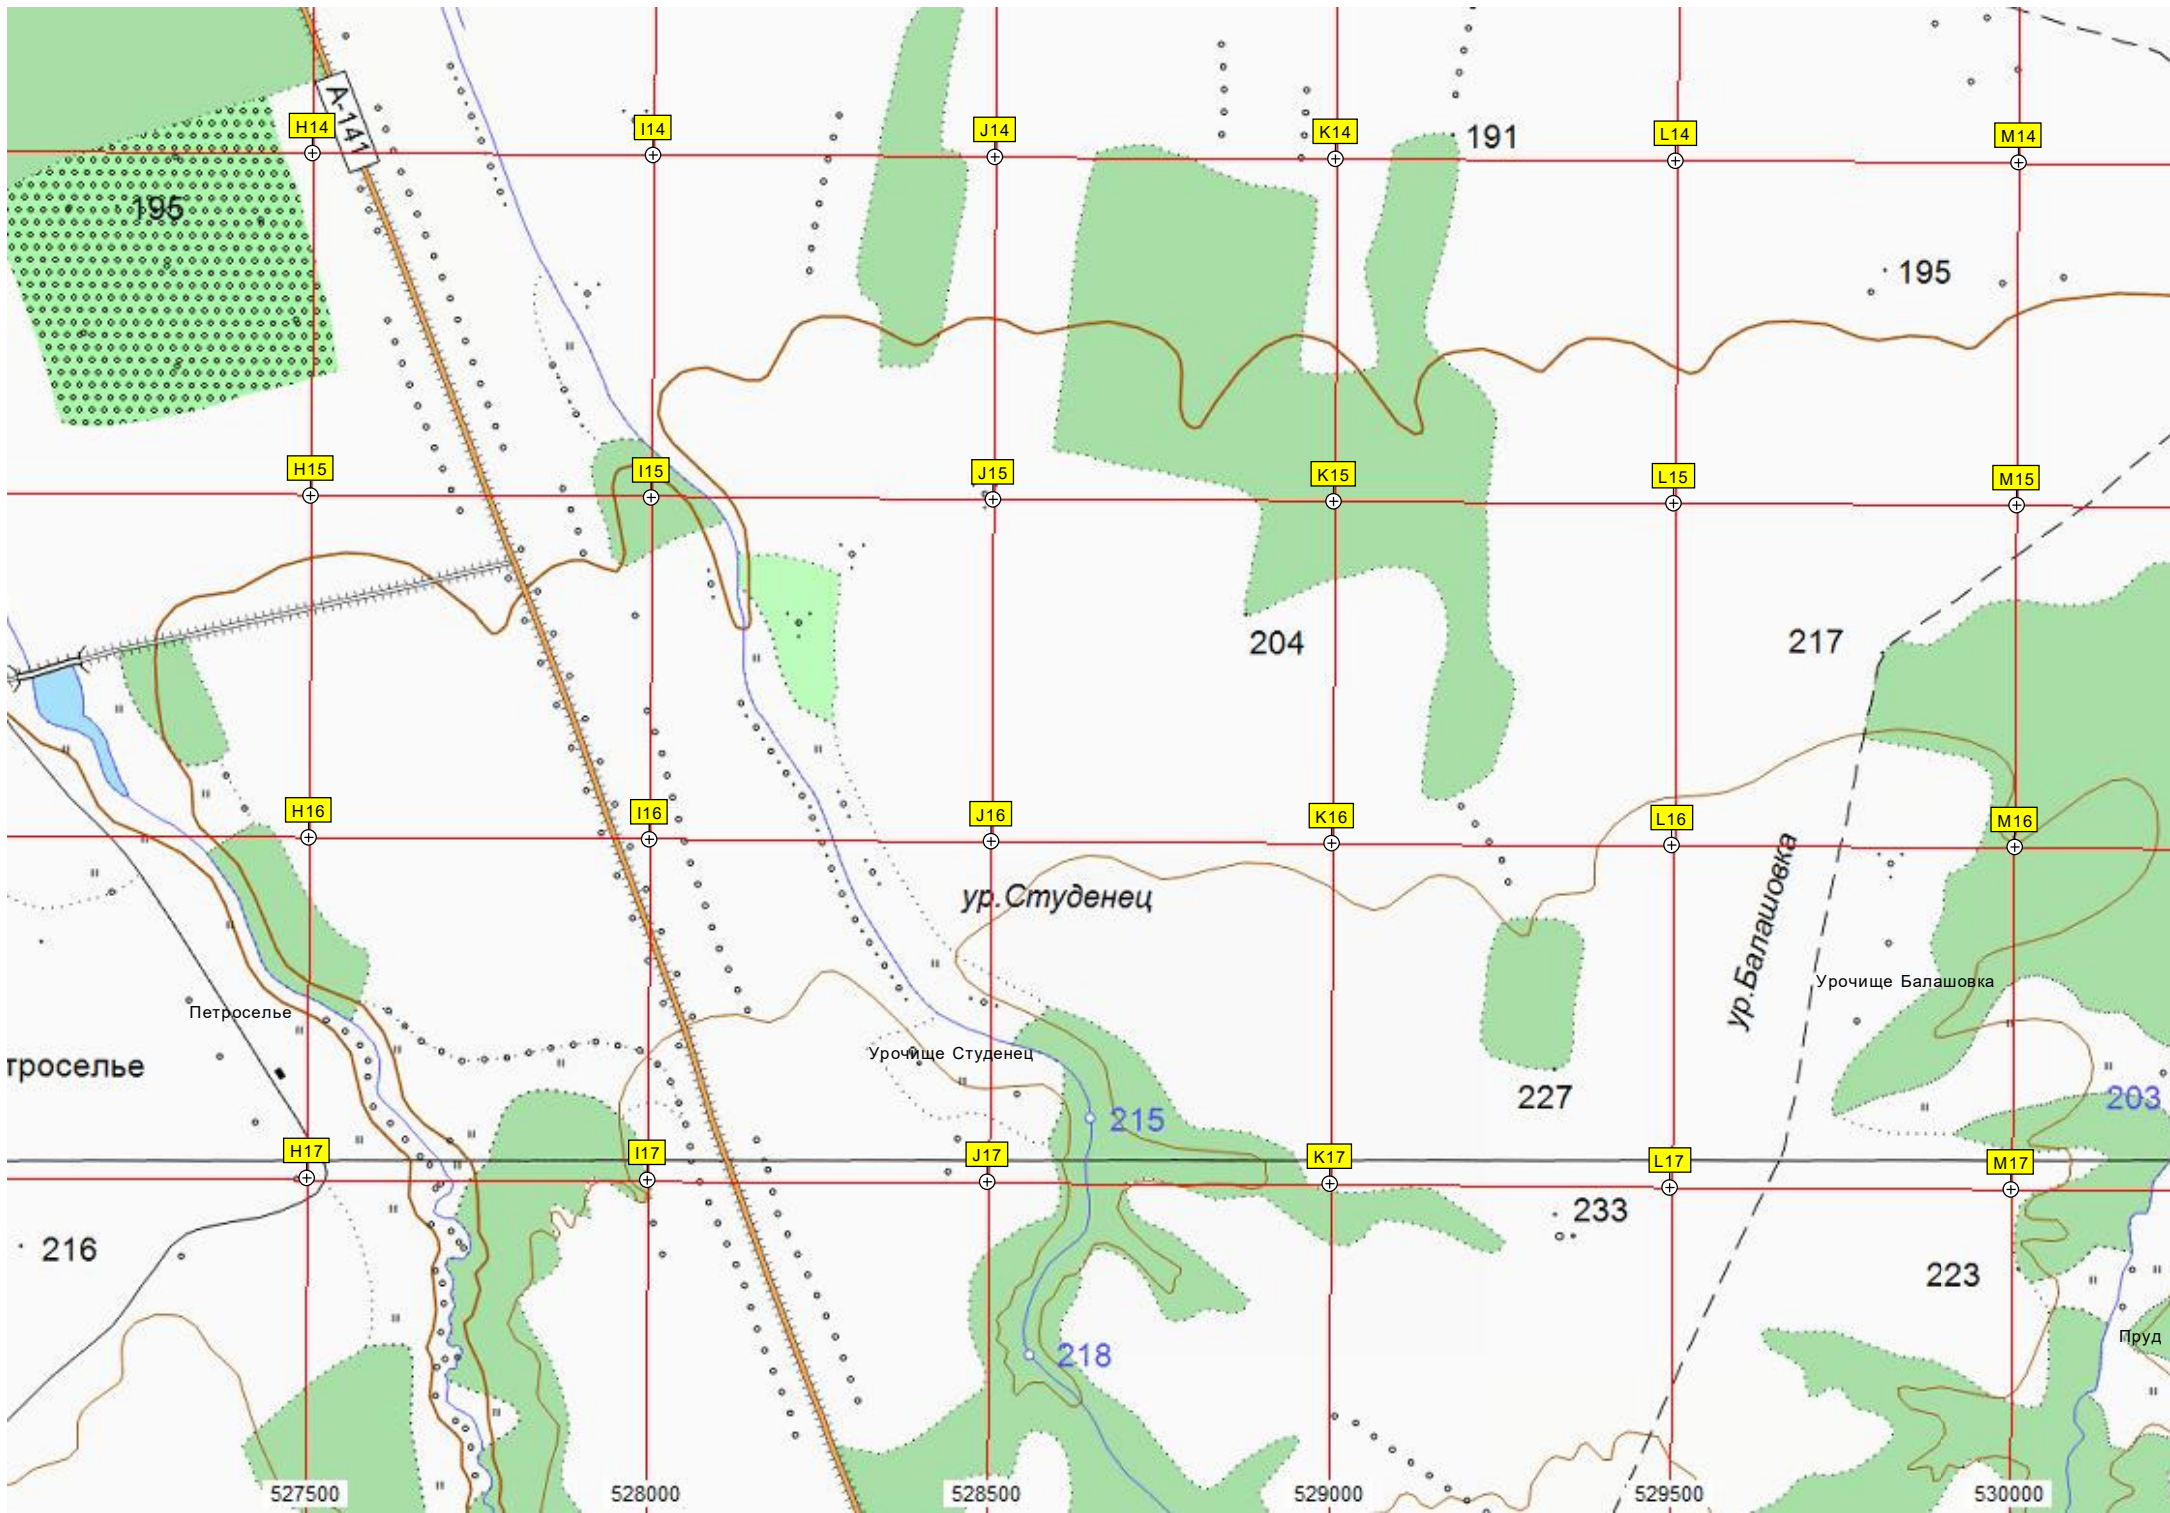 A-141
H14
I14
J14
K14
191
L14
M14
195
195
H15
I15
J15
K15
L15
M15
204
217
H16
I16
J16
K16
L16
M16
ур.Студенец
ур.Балашовка
Урочище Балашовка
Петроселье
Урочище Студенец
троселье
227
203
215
H17
I17
J17
K17
L17
M17
233
216
223
Пруд
218
527500
528000
528500
529000
529500
530000